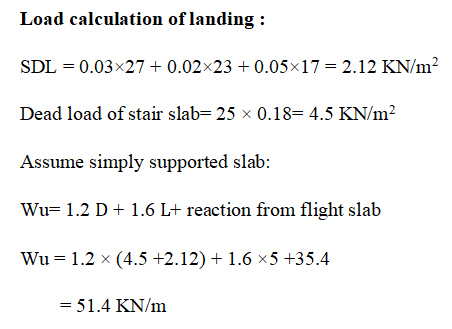 Load calculation of landing :
SDL = 0.03×27 + 0.02×23 + 0.05×17 = 2.12 KN/m²
Dead load of stair slab= 25 × 0.18= 4.5 KN/m²
Assume simply supported slab:
Wu= 1.2 D + 1.6 L+ reaction from flight slab
Wu = 1.2 × (4.5 +2.12) + 1.6 ×5 +35.4
= 51.4 KN/m